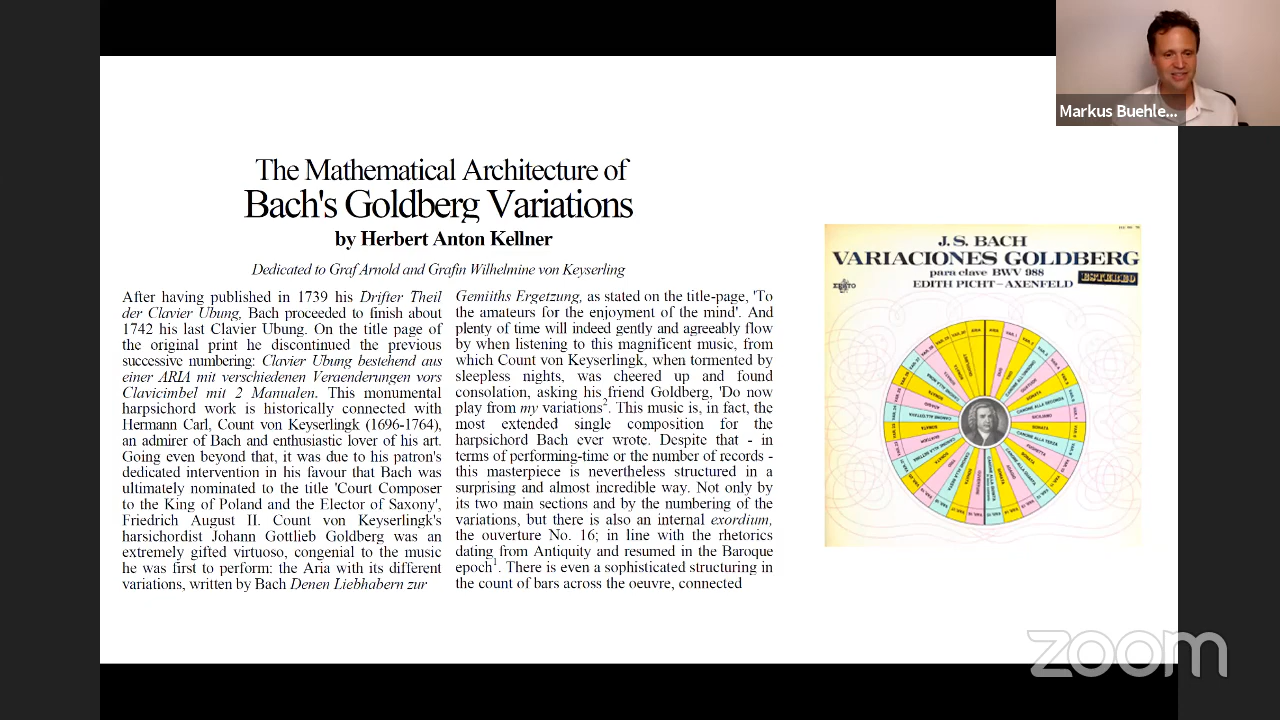 Markus Buehle...
The Mathematical Architecture of
Bach's Goldberg Variations
by Herbert Anton Kellner
Dedicated to Graf Arnold and Grafin Wilhelmine von Keyserling
After having published in 1739 his Drifter Theil
der Clavier Ubung, Bach proceeded to finish about
1742 his last Clavier Ubung. On the title page of
the original print he discontinued the previous
successive numbering: Clavier Ubung bestehend aus
einer ARIA mit verschiedenen Veraenderungen vors
Clavicimbel mit 2 Manualen. This monumental
harpsichord work is historically connected with
Hermann Carl, Count von Keyserlingk (1696-1764),
an admirer of Bach and enthusiastic lover of his art.
Going even beyond that, it was due to this patron's
dedicated intervention in his favour that Bach was
ultimately nominated to the title 'Court Composer
to the King of Poland and the Elector of Saxony',
Friedrich August II. Count von Keyserlingk's
harsichordist Johann Gottlieb Goldberg was an
extremely gifted virtuoso, congenial to the music
he was first to perform: the Aria with its different
variations, written by Bach Denen Liebhabern zur
Gemiiths Ergetzung, as stated on the title-page, 'To
the amateurs for the enjoyment of the mind'. And
plenty of time will indeed gently and agreeably flow
by when listening to this magnificent music, from
which Count von Keyserlingk, when tormented by
sleepless nights, was cheered up and found
consolation, asking his friend Goldberg, 'Do now
play from my variations²'. This music is, in fact, the
most extended single composition for the
harpsichord Bach ever wrote. Despite that - in
terms of performing-time or the number of records -
this masterpiece is nevertheless structured in a
surprising and almost incredible way. Not only by
its two main sections and by the numbering of the
variations, but there is also an internal exordium,
the ouverture No. 16; in line with the rhetorics
dating from Antiquity and resumed in the Baroque
epoch¹. There is even a sophisticated structuring in
the count of bars across the oeuvre, connected
J. S. BACH
VARIACIONES GOLDBERG
para clave BWV 988
ESTEREO
ERATO
EDITH PICHT-AXENFELD
zoom